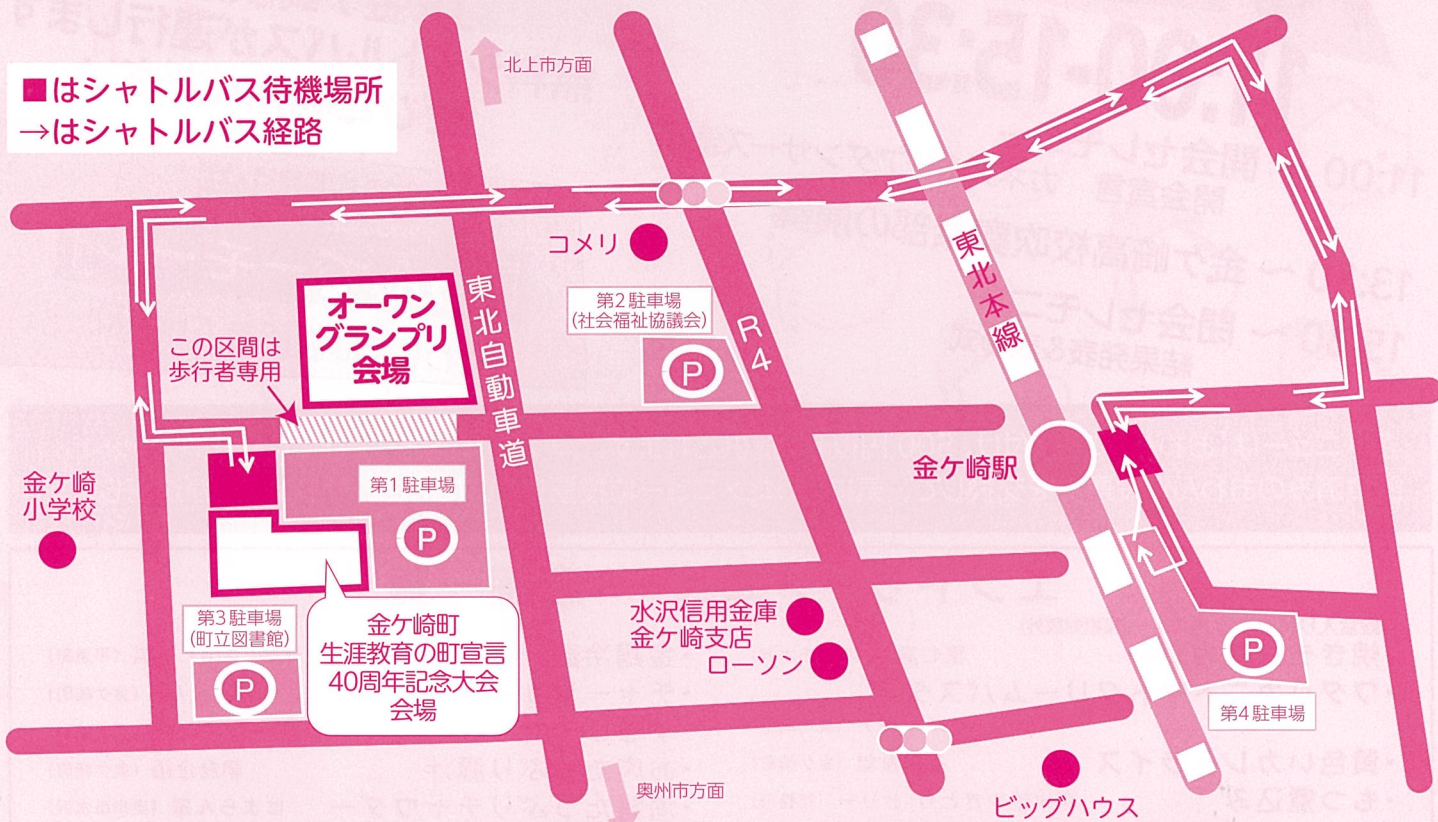 ■はシャトルバス待機場所
→はシャトルバス経路
北上市方面
コメリ
オーワン
グランプリ
会場
この区間は
歩行者専用
東北自動車道
第2駐車場
(社会福祉協議会)
P
R4
東北本線
金ケ崎駅
金ケ崎
小学校
第1駐車場
P
第3駐車場
(町立図書館)
P
金ケ崎町
生涯教育の町宣言
40周年記念大会
会場
水沢信用金庫
金ケ崎支店
ローソン
P
第4駐車場
奥州市方面
ビッグハウス